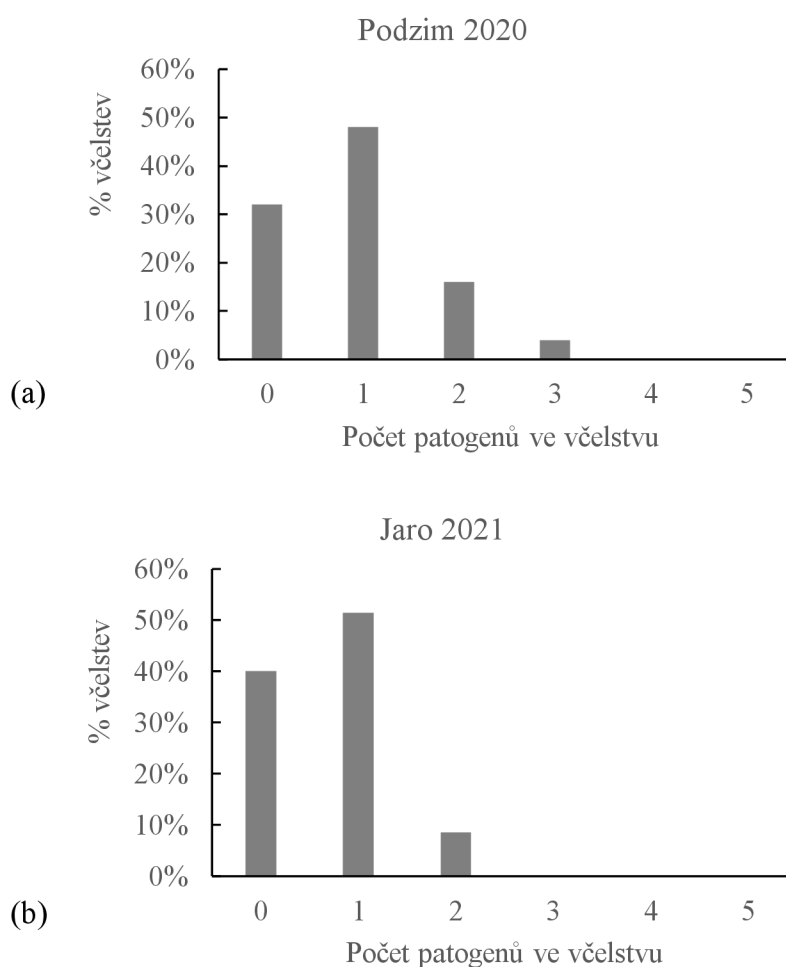 Podzim 2020
60%
50%
40%
30%
20%
10%
0%
% včelstev
0 1 2 3 4 5
Počet patogenů ve včelstvu
(a)
Jaro 2021
60%
50%
40%
30%
20%
10%
0%
% včelstev
0 1 2 3 4 5
Počet patogenů ve včelstvu
(b)